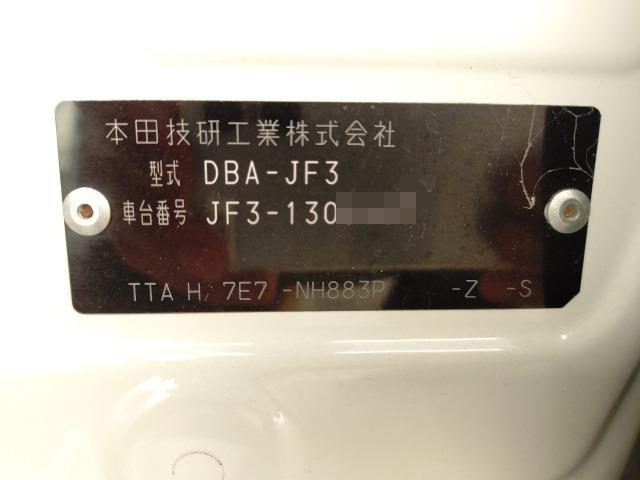 本田技研工業株式会社
型式 DBA-JF3
車台番号 JF3-130
TTA H/ 7E7 -NH883P -Z -S